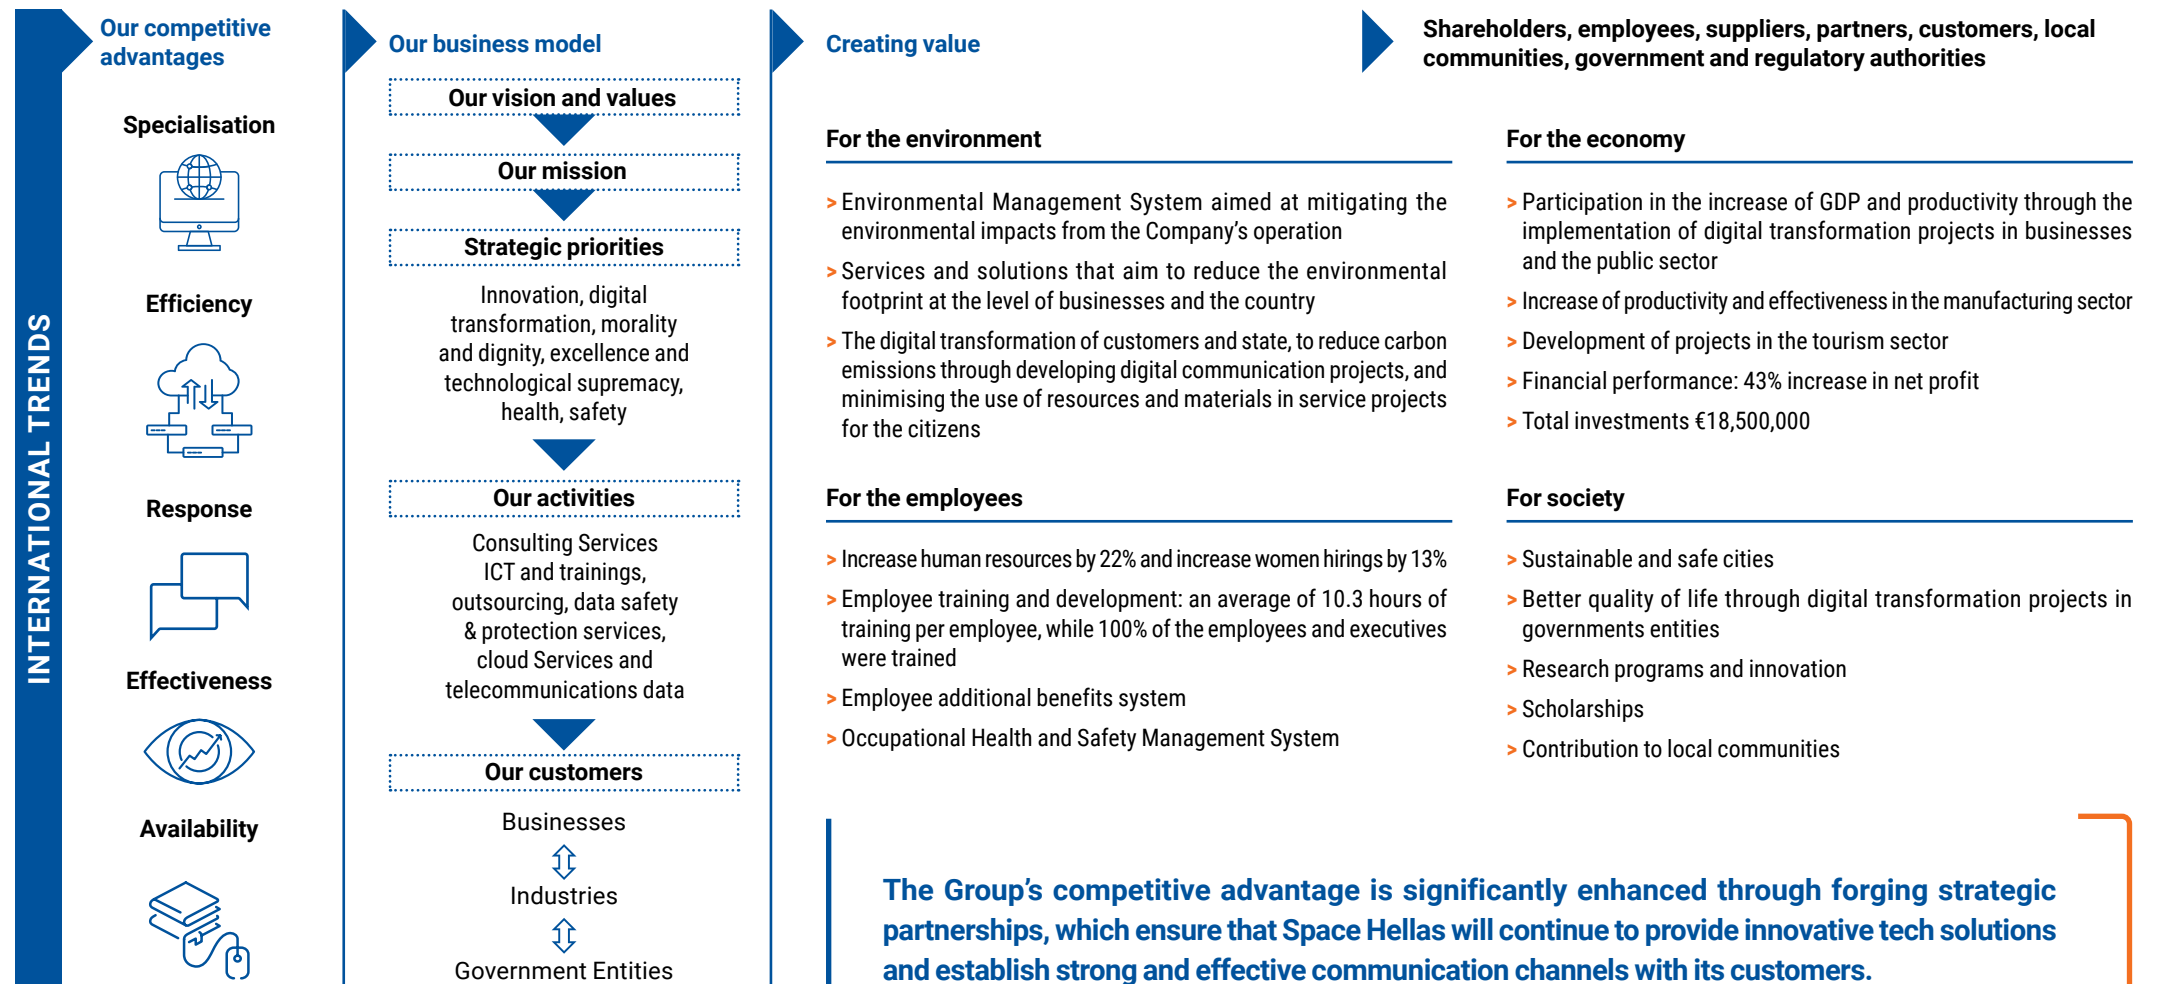 INTERNATIONAL TRENDS
Our competitive
advantages
Specialisation
Efficiency
Response
Effectiveness
Availability
Our business model
Our vision and values
Our mission
Strategic priorities
Innovation, digital
transformation, morality
and dignity, excellence and
technological supremacy,
health, safety
Our activities
Consulting Services
ICT and trainings,
outsourcing, data safety
& protection services,
cloud Services and
telecommunications data
Our customers
Businesses
Industries
Government Entities
Creating value
Shareholders, employees, suppliers, partners, customers, local
communities, government and regulatory authorities
For the environment
> Environmental Management System aimed at mitigating the
environmental impacts from the Company's operation
> Services and solutions that aim to reduce the environmental
footprint at the level of businesses and the country
> The digital transformation of customers and state, to reduce carbon
emissions through developing digital communication projects, and
minimising the use of resources and materials in service projects
for the citizens
For the economy
> Participation in the increase of GDP and productivity through the
implementation of digital transformation projects in businesses
and the public sector
> Increase of productivity and effectiveness in the manufacturing sector
> Development of projects in the tourism sector
> Financial performance: 43% increase in net profit
> Total investments €18,500,000
For the employees
> Increase human resources by 22% and increase women hirings by 13%
> Employee training and development: an average of 10.3 hours of
training per employee, while 100% of the employees and executives
were trained
> Employee additional benefits system
> Occupational Health and Safety Management System
For society
> Sustainable and safe cities
> Better quality of life through digital transformation projects in
governments entities
> Research programs and innovation
> Scholarships
> Contribution to local communities
The Group's competitive advantage is significantly enhanced through forging strategic
partnerships, which ensure that Space Hellas will continue to provide innovative tech solutions
and establish strong and effective communication channels with its customers.